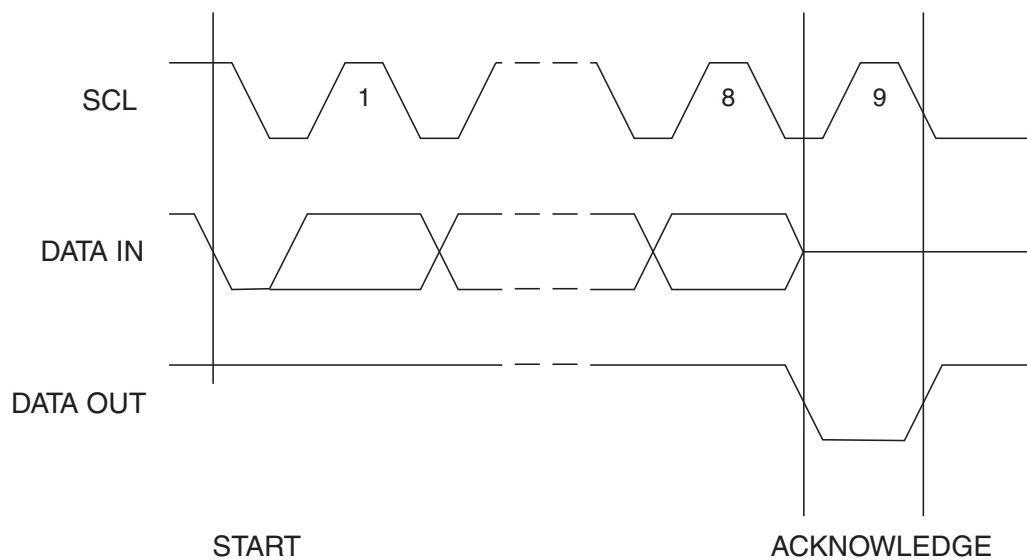 SCL
1
8
9
DATA IN
DATA OUT
START
ACKNOWLEDGE